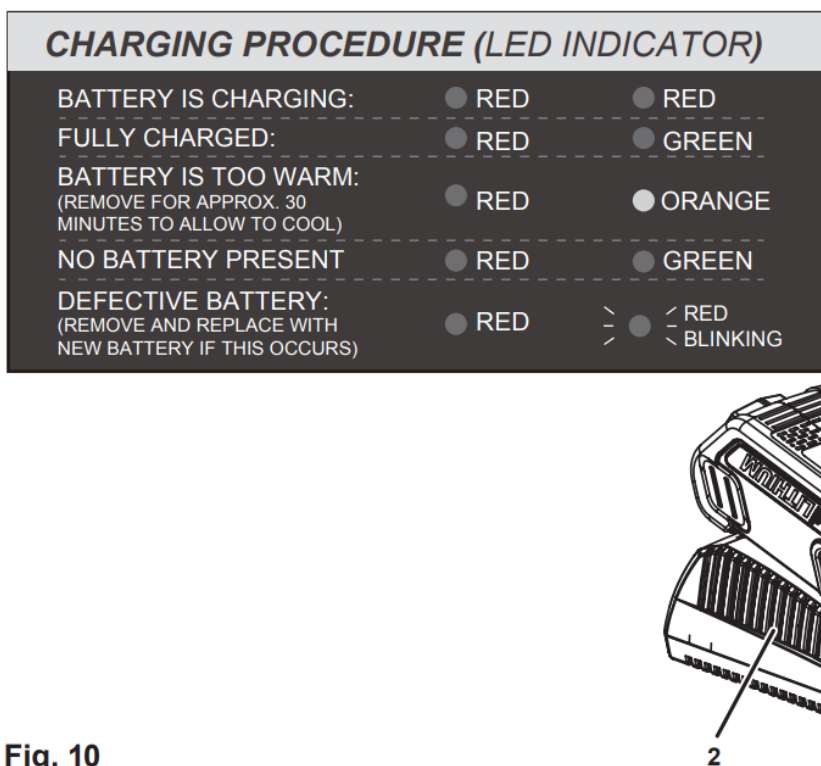 CHARGING PROCEDURE (LED INDICATOR)
BATTERY IS CHARGING: RED RED
FULLY CHARGED: RED GREEN
BATTERY IS TOO WARM:
(REMOVE FOR APPROX. 30
MINUTES TO ALLOW TO COOL) RED ORANGE
NO BATTERY PRESENT RED GREEN
DEFECTIVE BATTERY:
(REMOVE AND REPLACE WITH
NEW BATTERY IF THIS OCCURS) RED RED
BLINKING
LITHIUM
2
Fig. 10